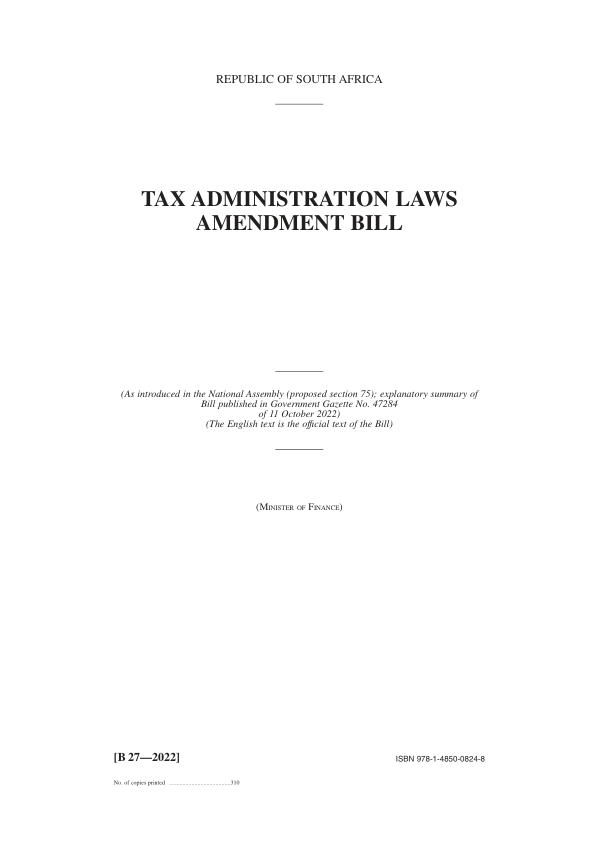 REPUBLIC OF SOUTH AFRICA
TAX ADMINISTRATION LAWS
AMENDMENT BILL
(As introduced in the National Assembly (proposed section 75); explanatory summary of
Bill published in Government Gazette No. 47284
of 11 October 2022)
(The English text is the official text of the Bill)
(Minister of Finance)
[B 27—2022]
ISBN 978-1-4850-0824-8
No. of copies printed .........................................310